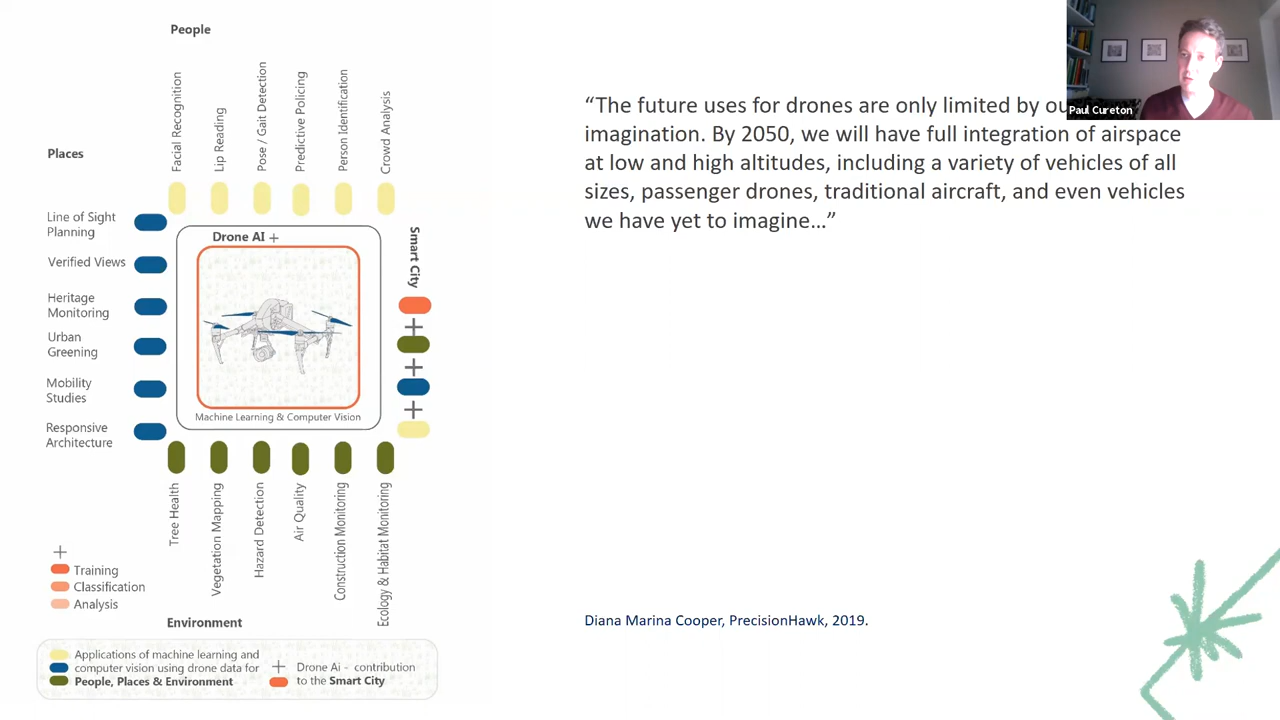 People
Facial Recognition
Lip Reading
Pose / Gait Detection
Predictive Policing
Person Identification
Crowd Analysis
Places
Line of Sight
Planning
Verified Views
Heritage
Monitoring
Urban
Greening
Mobility
Studies
Responsive
Architecture
Drone AI +
Machine Learning & Computer Vision
Smart City
+
+
+
Tree Health
Vegetation Mapping
Hazard Detection
Air Quality
Construction Monitoring
Ecology & Habitat Monitoring
+
Training
Classification
Analysis
Environment
Applications of machine learning and
computer vision using drone data for
People, Places & Environment
+ Drone Ai - contribution
to the Smart City
“The future uses for drones are only limited by
imagination. By 2050, we will have full integration of airspace
at low and high altitudes, including a variety of vehicles of all
sizes, passenger drones, traditional aircraft, and even vehicles
we have yet to imagine…”
Diana Marina Cooper, PrecisionHawk, 2019.
Paul Cureton